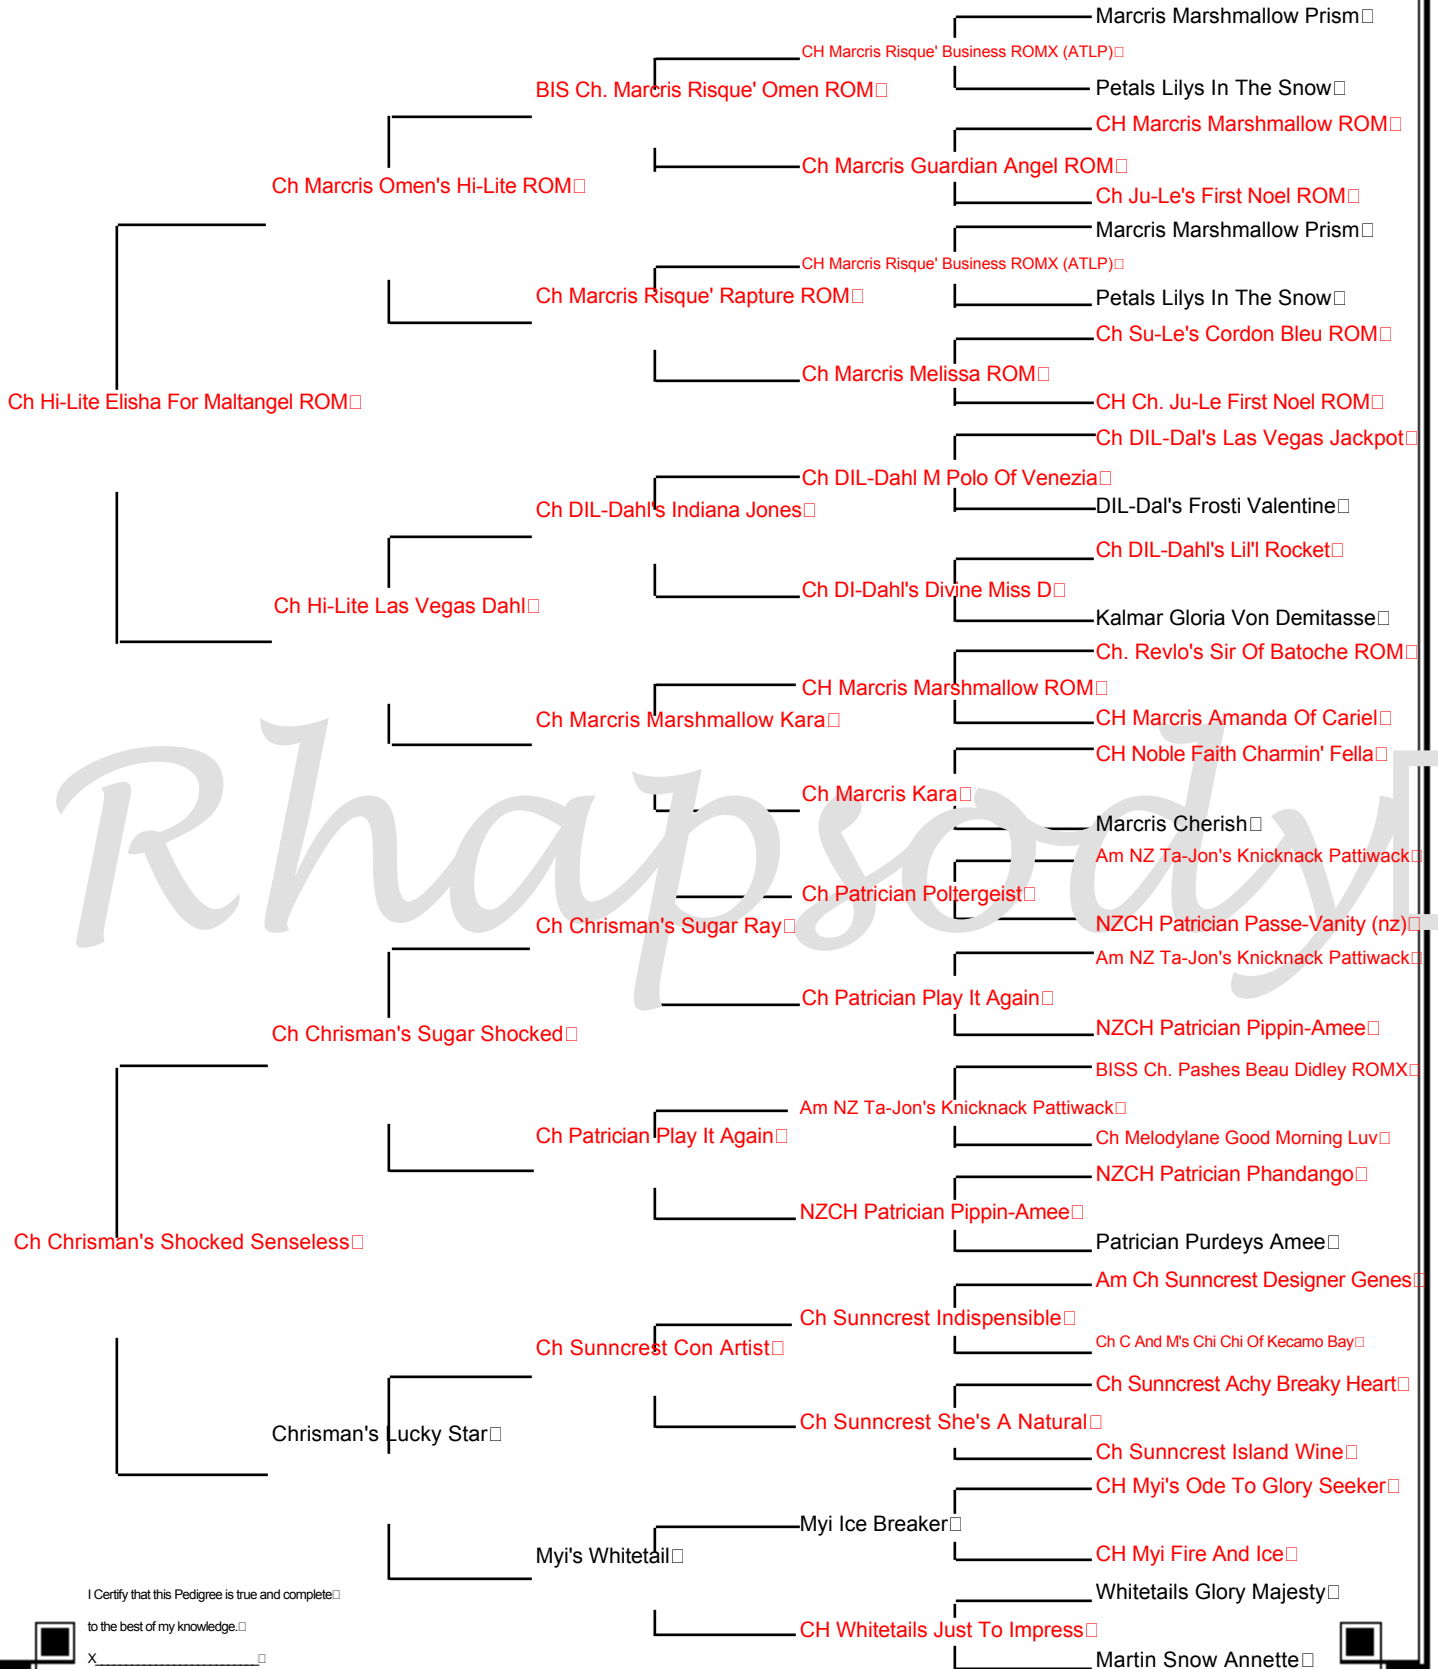 Marcris Marshmallow Prism
CH Marcris Risque' Business ROMX (ATLP)
BIS Ch. Marcris Risque' Omen ROM
Petals Lilys In The Snow
CH Marcris Marshmallow ROM
Ch Marcris Guardian Angel ROM
Ch Marcris Omen's Hi-Lite ROM
Ch Ju-Le's First Noel ROM
Marcris Marshmallow Prism
CH Marcris Risque' Business ROMX (ATLP)
Ch Marcris Risque' Rapture ROM
Petals Lilys In The Snow
Ch Su-Le's Cordon Bleu ROM
Ch Marcris Melissa ROM
Ch Hi-Lite Elisha For Maltangel ROM
CH Ch. Ju-Le First Noel ROM
Ch DIL-Dal's Las Vegas Jackpot
Ch DIL-Dahl M Polo Of Venezia
Ch DIL-Dahl's Indiana Jones
DIL-Dal's Frosti Valentine
Ch DIL-Dahl's Lil'l Rocket
Ch DI-Dahl's Divine Miss D
Ch Hi-Lite Las Vegas Dahl
Kalmar Gloria Von Demitasse
Ch. Revlo's Sir Of Batoche ROM
CH Marcris Marshmallow ROM
Ch Marcris Marshmallow Kara
CH Marcris Amanda Of Cariel
CH Noble Faith Charmin' Fella
Ch Marcris Kara
Marcris Cherish
Rhapsody
Am NZ Ta-Jon's Knicknack Pattiwack
Ch Patrician Poltergeist
Ch Chrisman's Sugar Ray
NZCH Patrician Passe-Vanity (nz)
Am NZ Ta-Jon's Knicknack Pattiwack
Ch Patrician Play It Again
Ch Chrisman's Sugar Shocked
NZCH Patrician Pippin-Amee
BISS Ch. Pashes Beau Didley ROMX
Am NZ Ta-Jon's Knicknack Pattiwack
Ch Patrician Play It Again
Ch Melodylane Good Morning Luv
NZCH Patrician Phandango
NZCH Patrician Pippin-Amee
Ch Chrisman's Shocked Senseless
Patrician Purdeys Amee
Am Ch Sunncrest Designer Genes
Ch Sunncrest Indispensible
Ch Sunncrest Con Artist
Ch C And M's Chi Chi Of Kecamo Bay
Ch Sunncrest Achy Breaky Heart
Ch Sunncrest She's A Natural
Chrisman's Lucky Star
Ch Sunncrest Island Wine
CH Myi's Ode To Glory Seeker
Myi Ice Breaker
Myi's Whitetail
CH Myi Fire And Ice
Whitetails Glory Majesty
CH Whitetails Just To Impress
Martin Snow Annette
I Certify that this Pedigree is true and complete
to the best of my knowledge.
X___________________________